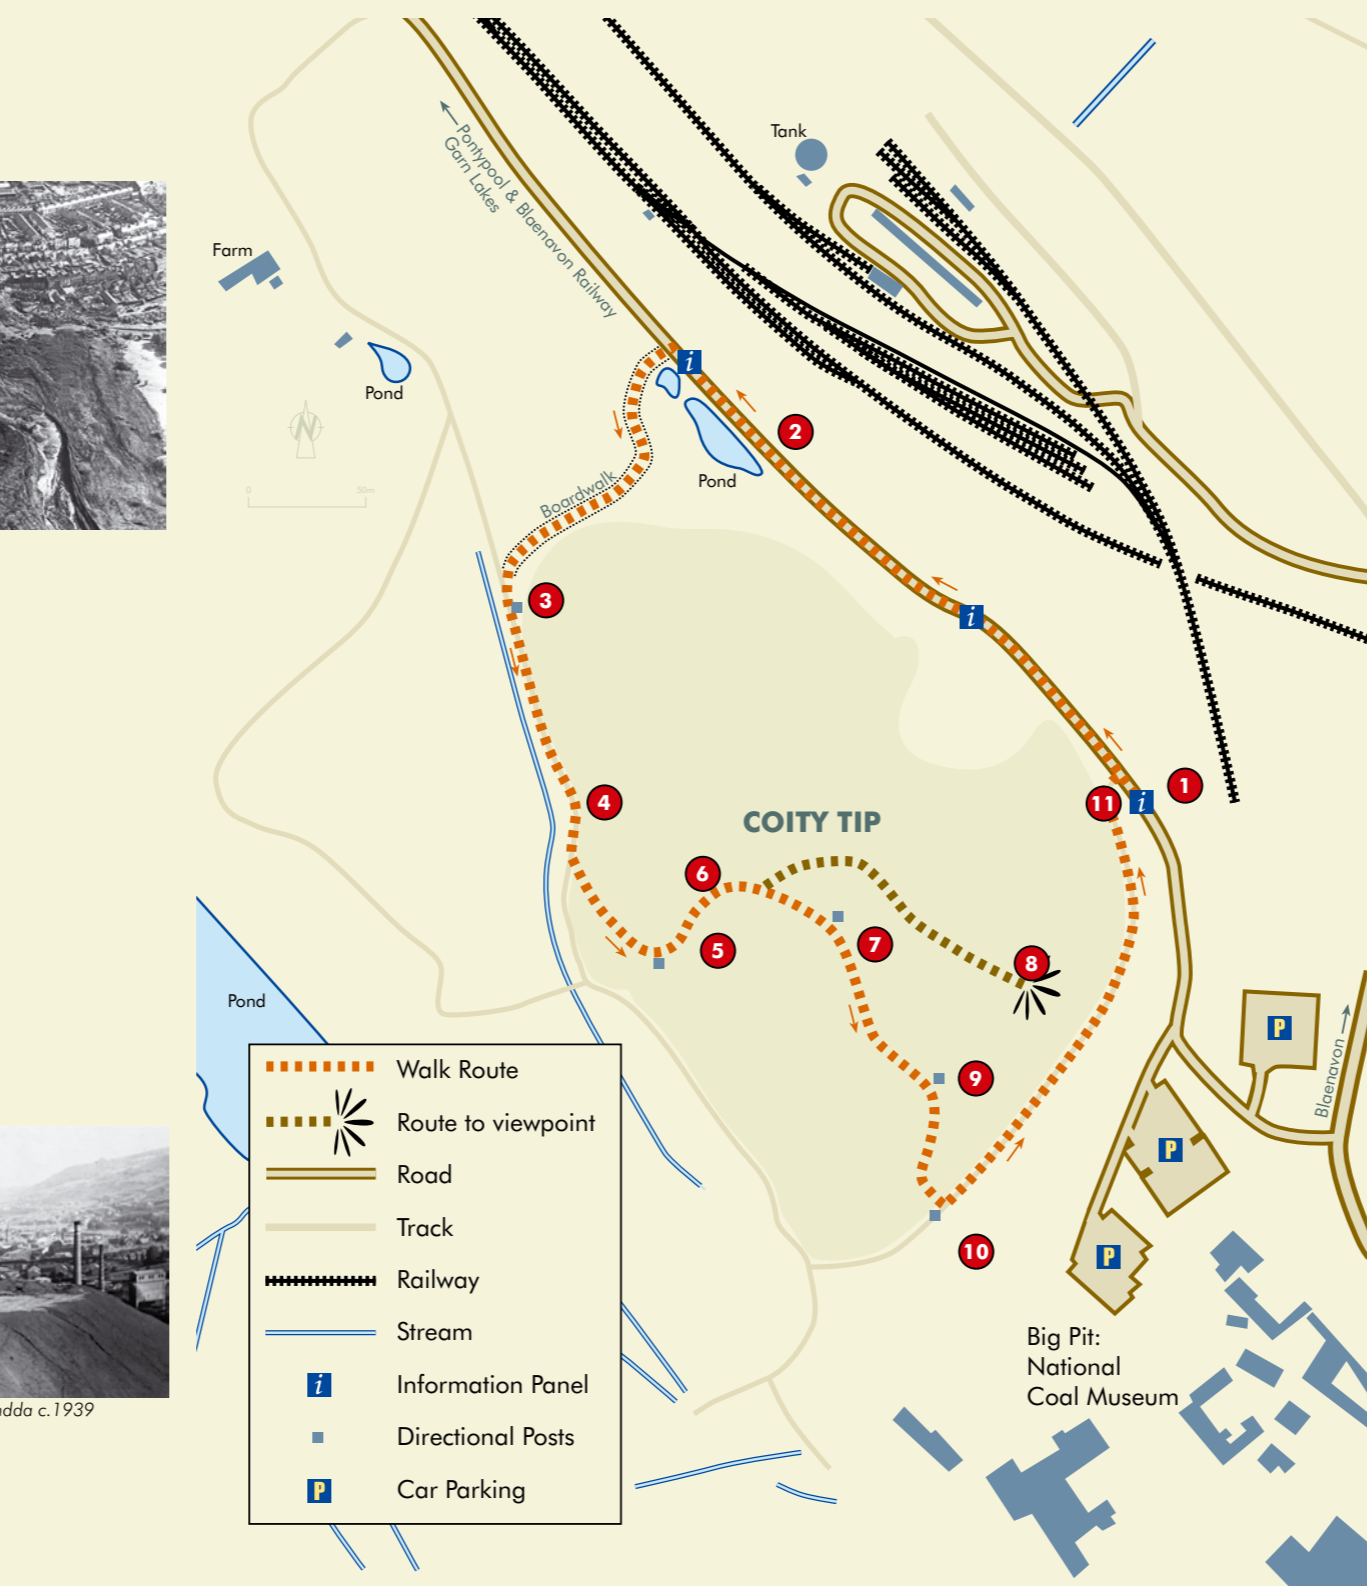 Tank
Pontypool & Blaenavon Railway
Garn Lakes
Farm
i
Pond
N
2
0 50m
Pond
Boardwalk
3
i
1
11
i
4
COITY TIP
6
7
5
8
Pond
P
9
Blaenavon
P
10
P
Big Pit:
National
Coal Museum
Walk Route
Route to viewpoint
Road
Track
Railway
Stream
i Information Panel
Directional Posts
P Car Parking
c.1939